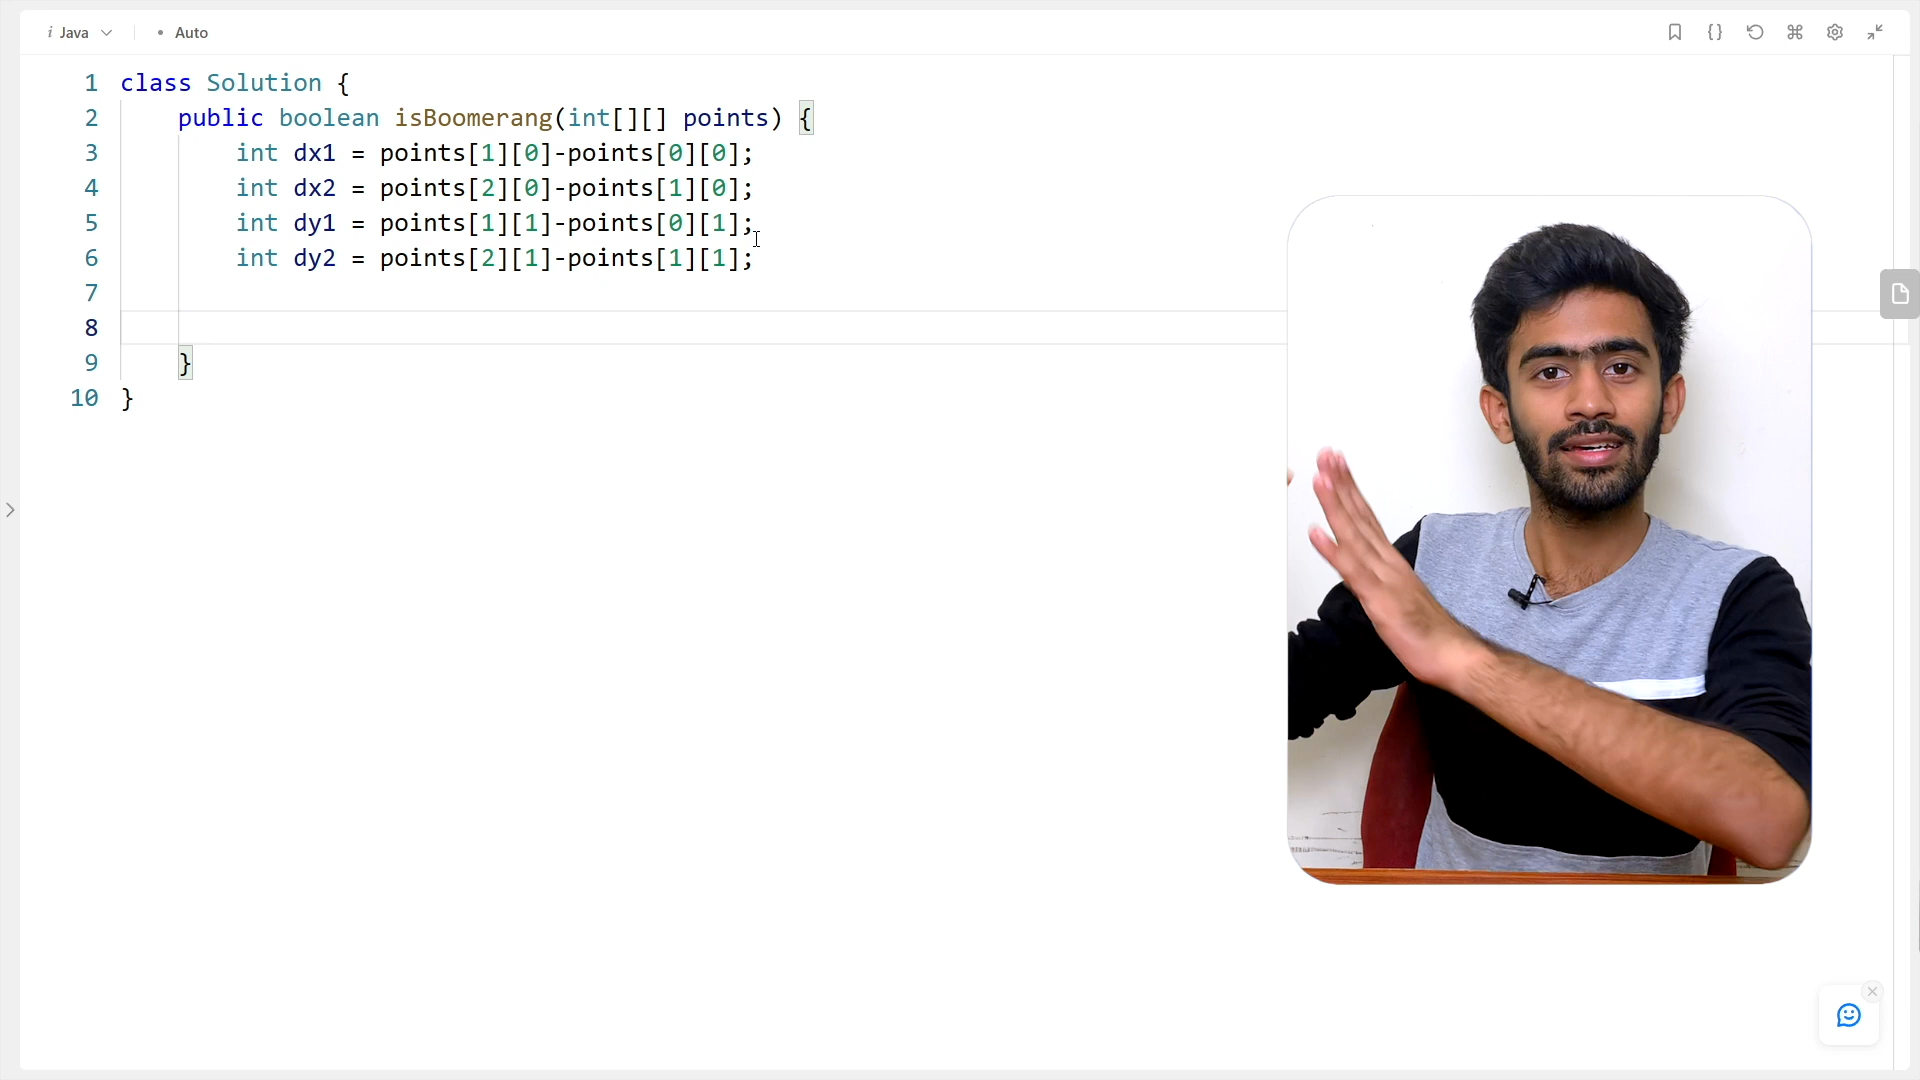 i Java
• Auto
1 class Solution {
2 public boolean isBoomerang(int[][] points) {
3 int dx1 = points[1][0]-points[0][0];
4 int dx2 = points[2][0]-points[1][0];
5 int dy1 = points[1][1]-points[0][1];
6 int dy2 = points[2][1]-points[1][1];
7
8
9 }
10 }